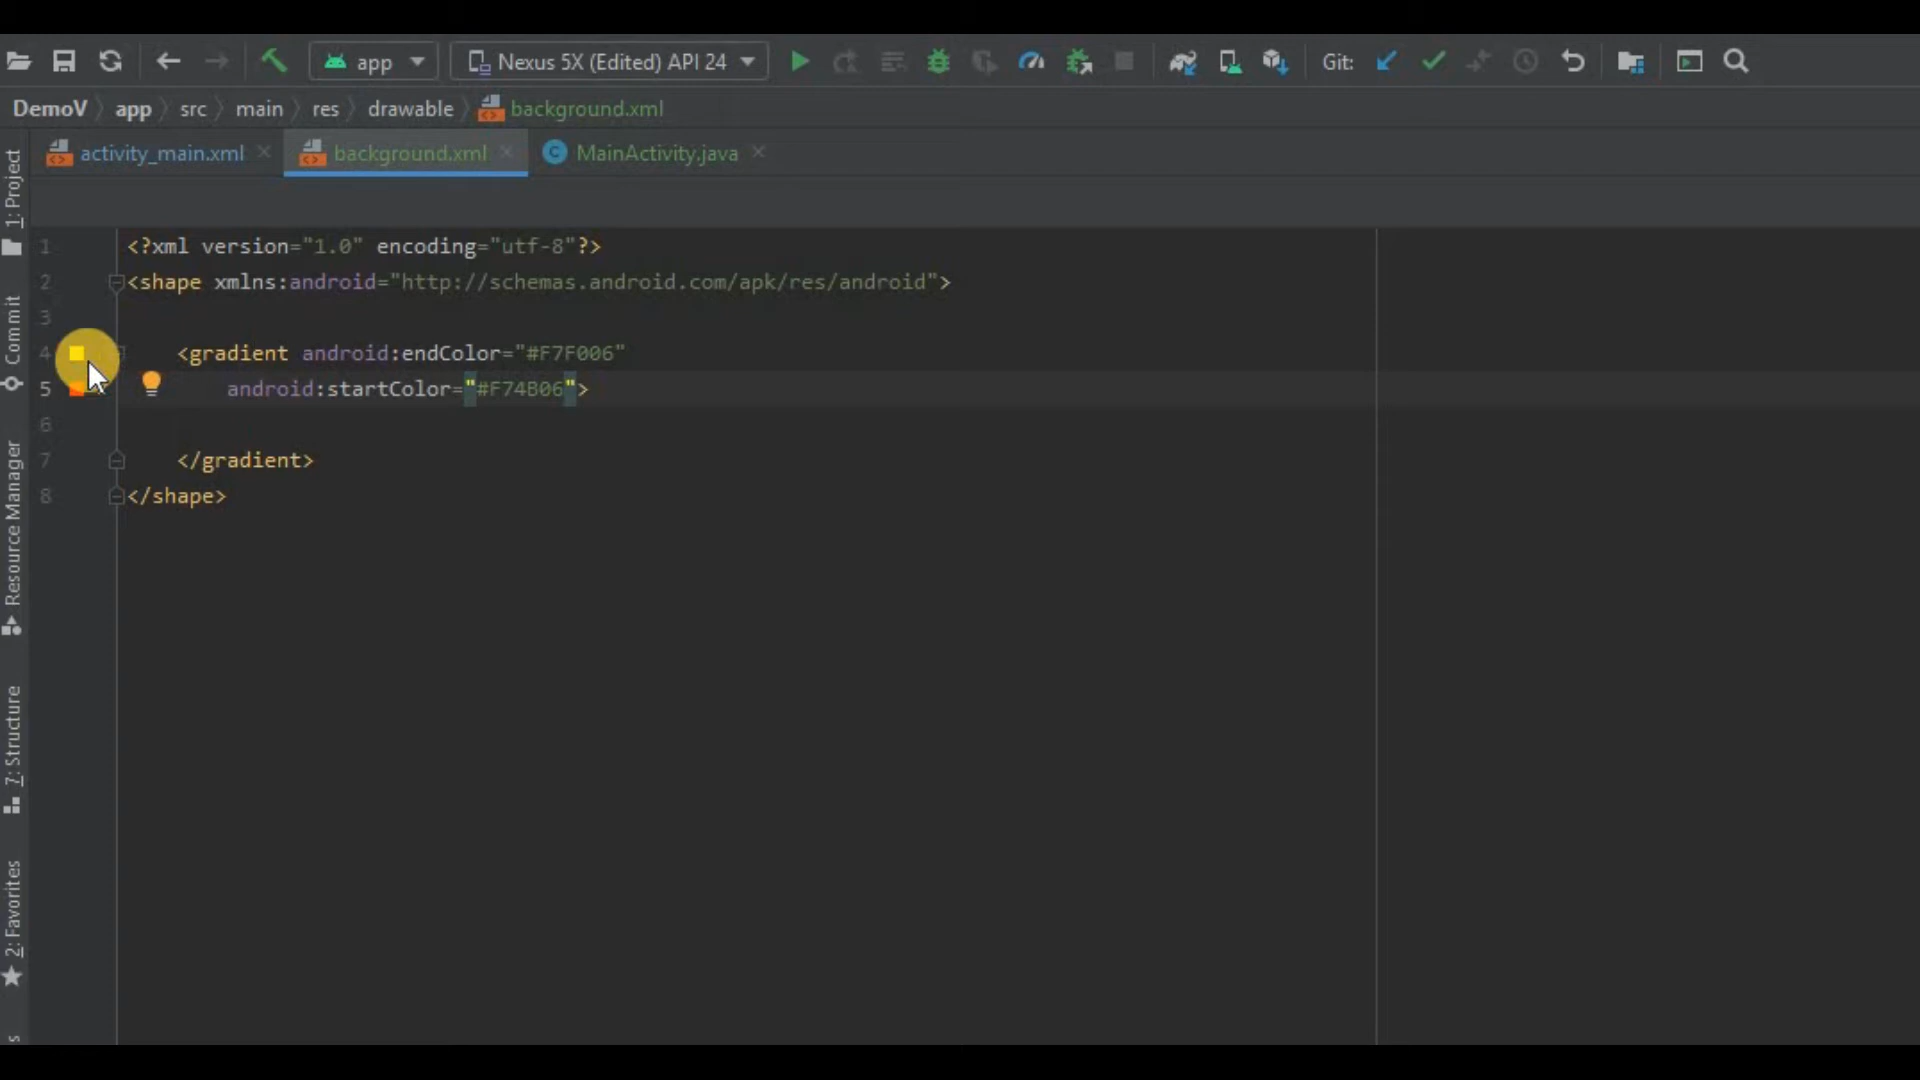 app Nexus 5X (Edited) API 24 Git:
DemoV app src main res drawable background.xml
activity_main.xml background.xml MainActivity.java
1: Project
Commit
Resource Manager
7: Structure
2: Favorites
s
1 <?xml version="1.0" encoding="utf-8"?>
2 <shape xmlns:android="http://schemas.android.com/apk/res/android">
3
4 <gradient android:endColor="#F7F006"
5 android:startColor="#F74B06">
6
7 </gradient>
8 </shape>